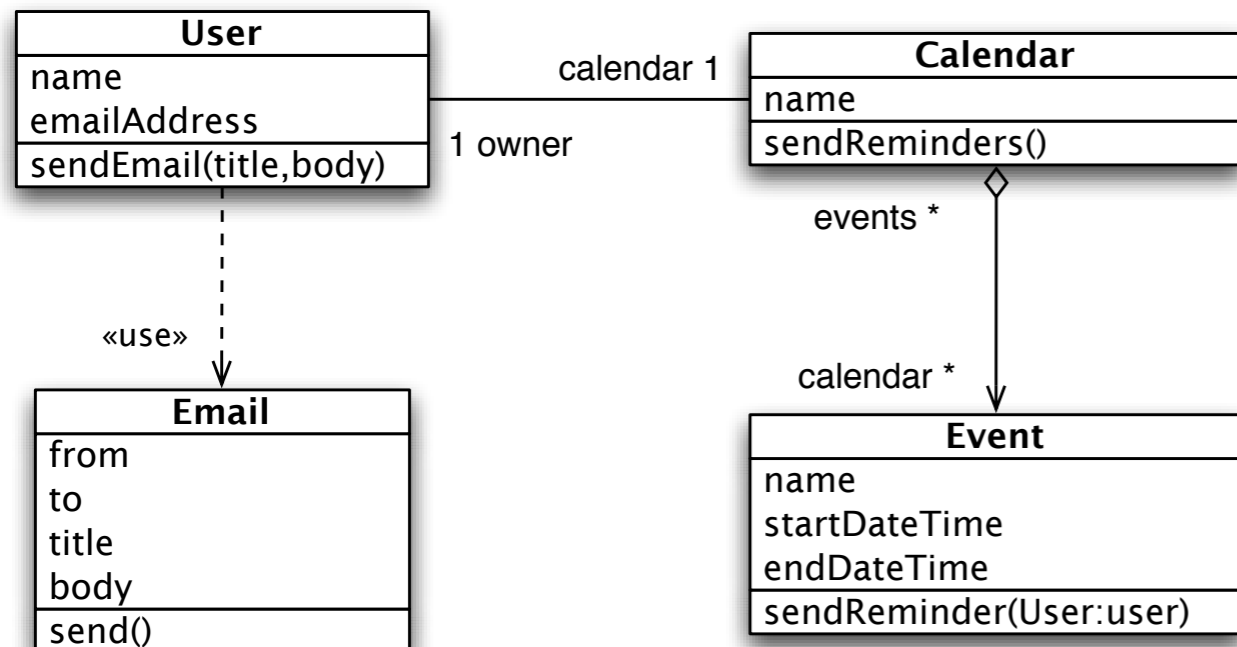 User
name
emailAddress
sendEmail(title,body)
calendar 1
1 owner
Calendar
name
sendReminders()
events *
calendar *
«use»
Email
from
to
title
body
send()
Event
name
startDateTime
endDateTime
sendReminder(User:user)